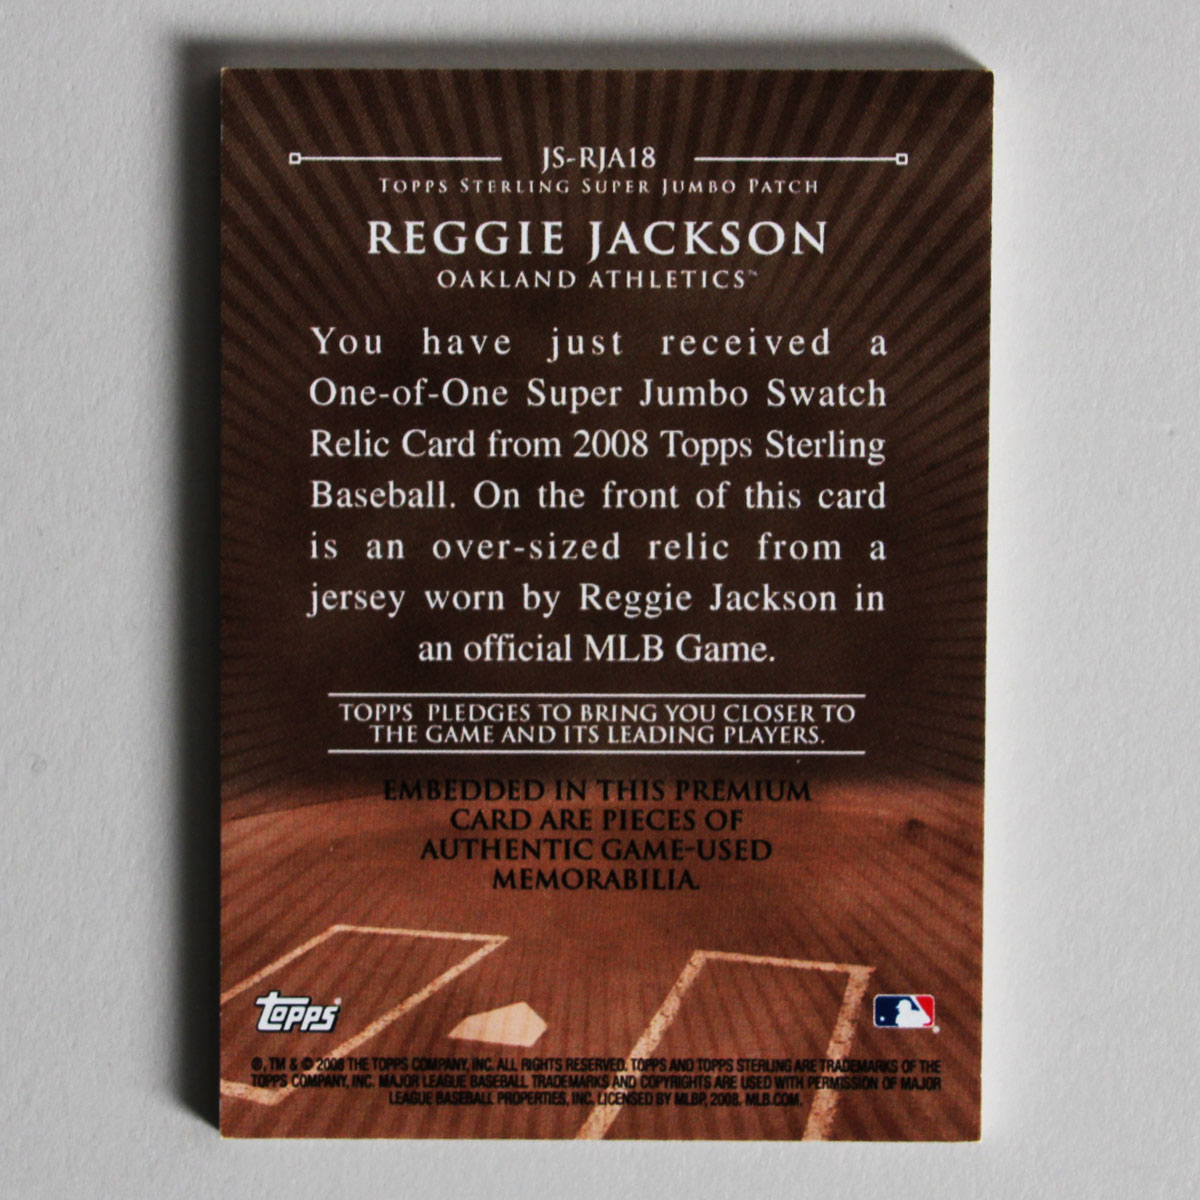 JS-RJA18
TOPPS STERLING SUPER JUMBO PATCH
REGGIE JACKSON
OAKLAND ATHLETICS™
You have just received a
One-of-One Super Jumbo Swatch
Relic Card from 2008 Topps Sterling
Baseball. On the front of this card
is an over-sized relic from a
jersey worn by Reggie Jackson in
an official MLB Game.
TOPPS PLEDGES TO BRING YOU CLOSER TO
THE GAME AND ITS LEADING PLAYERS.
EMBEDDED IN THIS PREMIUM
CARD ARE PIECES OF
AUTHENTIC GAME-USED
MEMORABILIA.
topps®
®, TM & © 2008 THE TOPPS COMPANY, INC. ALL RIGHTS RESERVED. TOPPS AND TOPPS STERLING ARE TRADEMARKS OF THE
TOPPS COMPANY, INC. MAJOR LEAGUE BASEBALL TRADEMARKS AND COPYRIGHTS ARE USED WITH PERMISSION OF MAJOR
LEAGUE BASEBALL PROPERTIES, INC. LICENSED BY MLBP, 2008. MLB.COM.